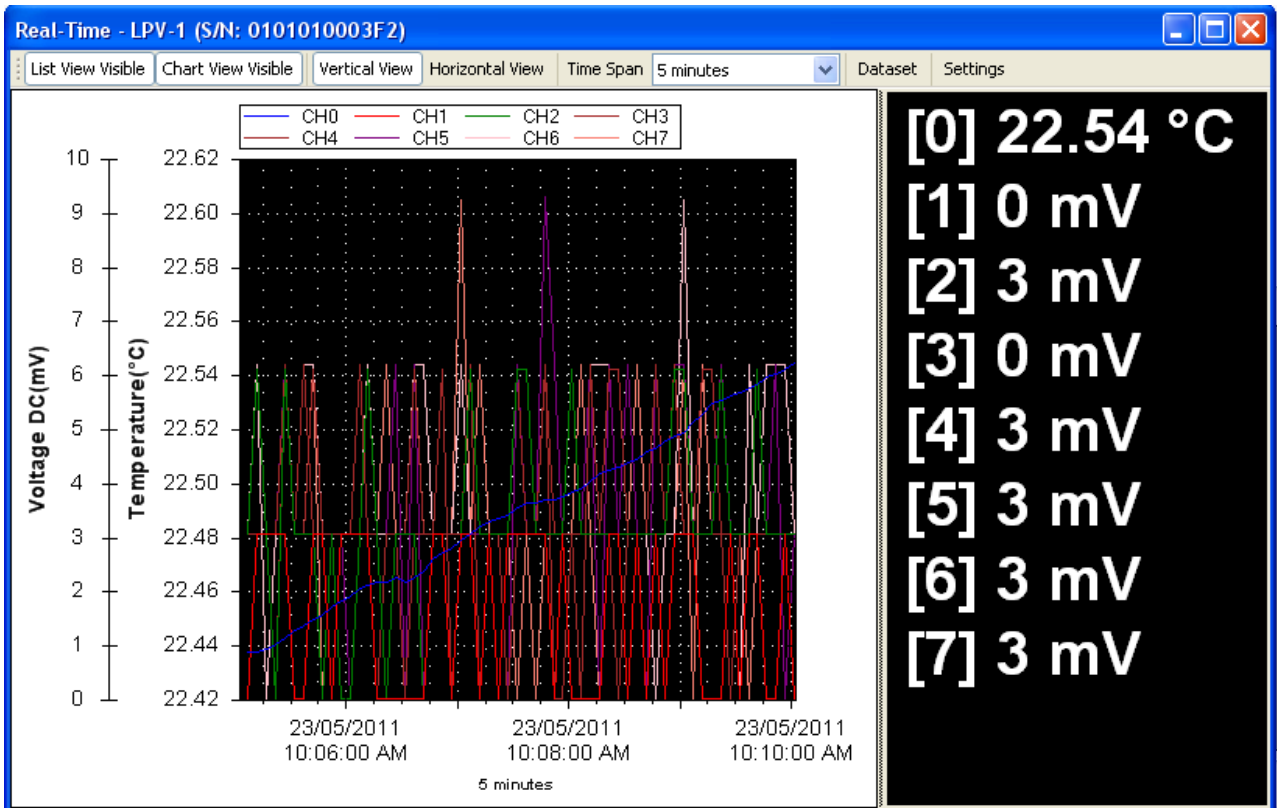 Real-Time - LPV-1 (S/N: 0101010003F2)
List View Visible Chart View Visible Vertical View Horizontal View Time Span 5 minutes Dataset Settings
CH0 CH1 CH2 CH3
CH4 CH5 CH6 CH7
Voltage DC(mV)
10
9
8
7
6
5
4
3
2
1
0
Temperature(°C)
22.62
22.60
22.58
22.56
22.54
22.52
22.50
22.48
22.46
22.44
22.42
23/05/2011 23/05/2011 23/05/2011
10:06:00 AM 10:08:00 AM 10:10:00 AM
5 minutes
[0] 22.54 °C
[1] 0 mV
[2] 3 mV
[3] 0 mV
[4] 3 mV
[5] 3 mV
[6] 3 mV
[7] 3 mV